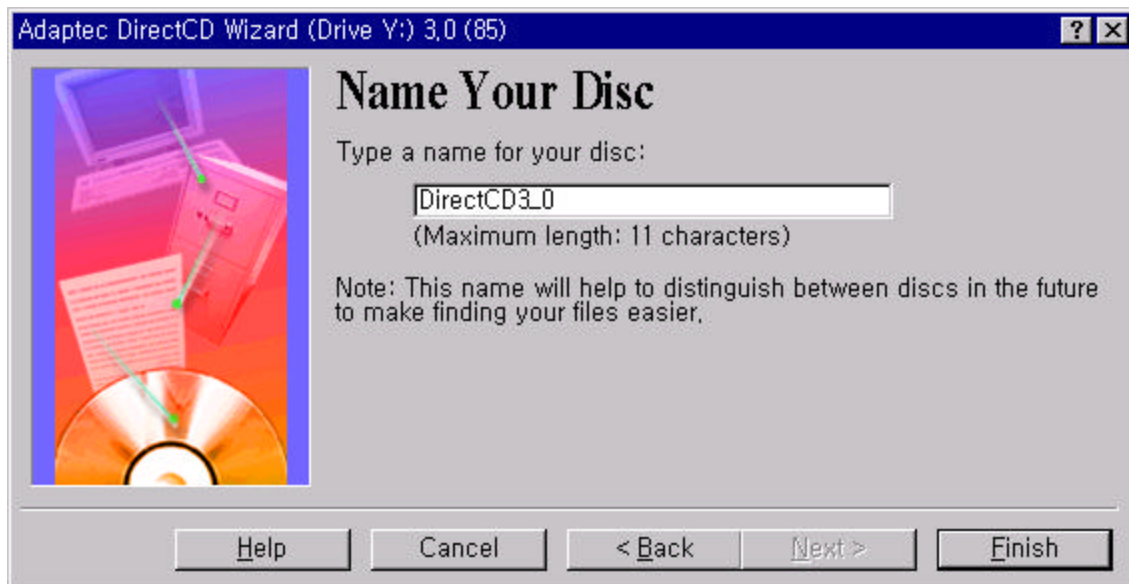 Adaptec DirectCD Wizard (Drive Y:) 3.0 (85)
Name Your Disc
Type a name for your disc:
DirectCD3_0
(Maximum length: 11 characters)
Note: This name will help to distinguish between discs in the future
to make finding your files easier.
Help Cancel < Back Next > Finish